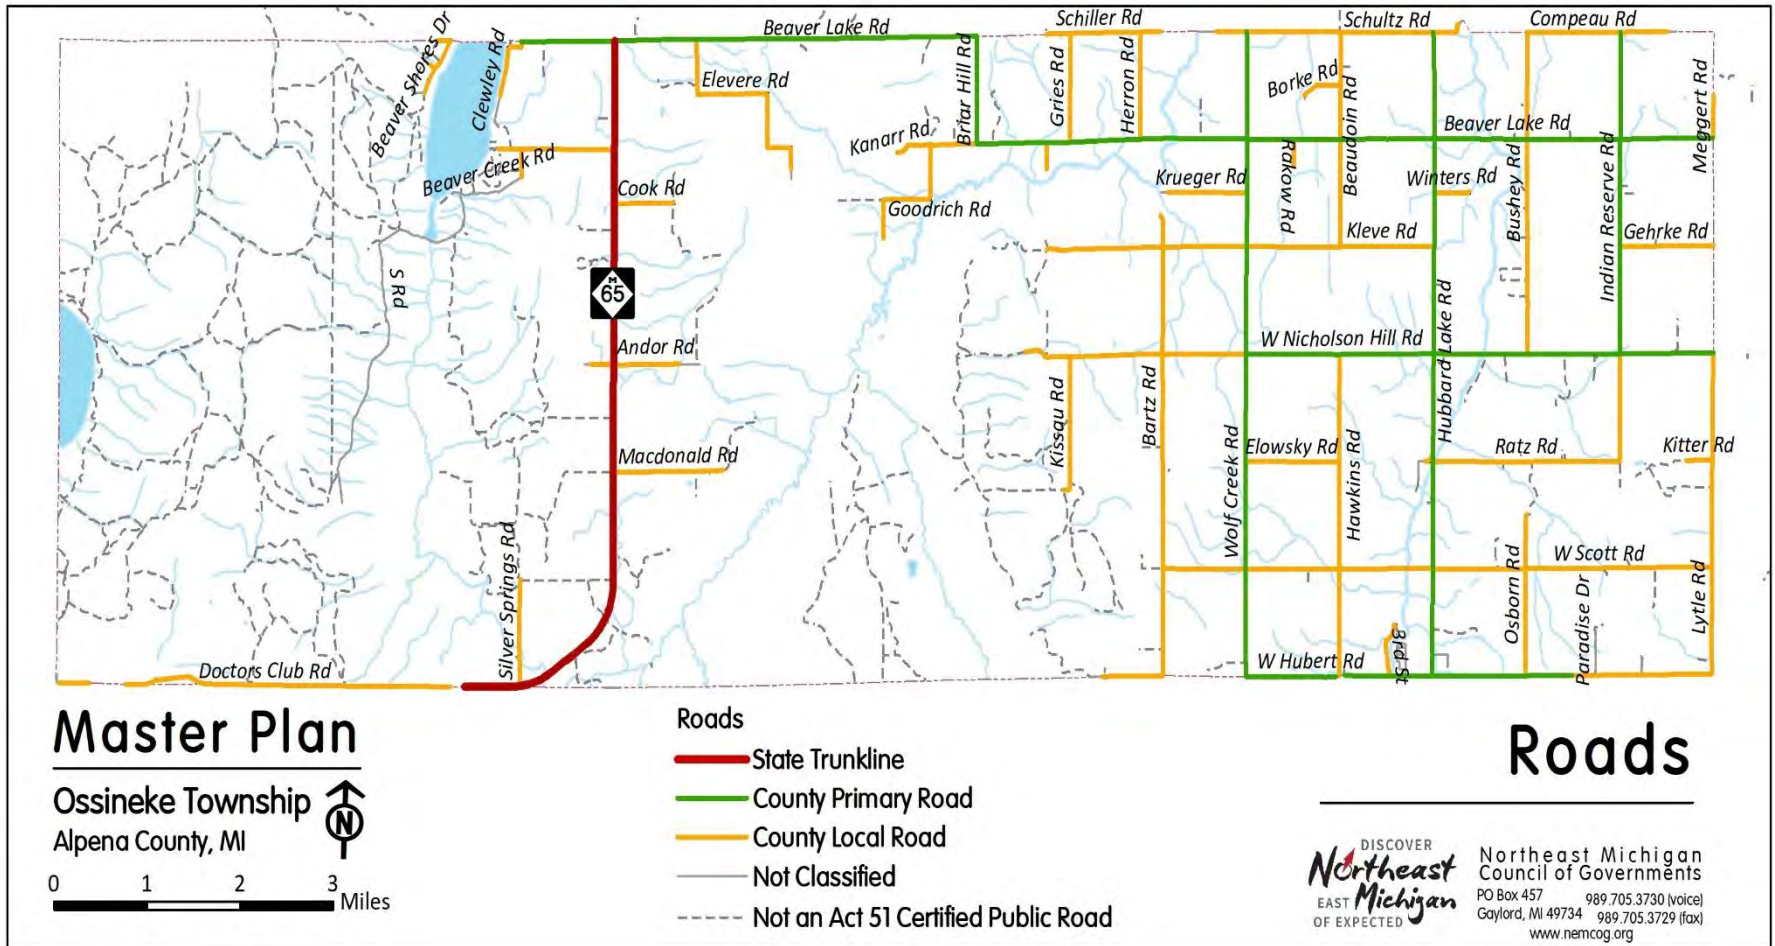 Beaver Shores Dr
Clewley Rd
Beaver Lake Rd
Schiller Rd
Schultz Rd
Compeau Rd
Elevere Rd
Briar Hill Rd
Gries Rd
Herron Rd
Borke Rd
Beaudoin Rd
Meggert Rd
Kanarr Rd
Beaver Lake Rd
Beaver Creek Rd
Cook Rd
Goodrich Rd
Krueger Rd
Rakow Rd
Winters Rd
Bushey Rd
Indian Reserve Rd
Kleve Rd
Gehrke Rd
S Rd
M
65
Andor Rd
W Nicholson Hill Rd
Hubbard Lake Rd
Kissau Rd
Bartz Rd
Macdonald Rd
Wolf Creek Rd
Elowsky Rd
Hawkins Rd
Ratz Rd
Kitter Rd
Silver Springs Rd
Osborn Rd
W Scott Rd
Paradise Dr
Lytle Rd
Doctors Club Rd
W Hubert Rd
3rd St
Master Plan
Ossineke Township
Alpena County, MI
N
0 1 2 3
Miles
Roads
State Trunkline
County Primary Road
County Local Road
Not Classified
Not an Act 51 Certified Public Road
Roads
DISCOVER
Northeast
EAST Michigan
OF EXPECTED
Northeast Michigan
Council of Governments
PO Box 457 989.705.3730 (voice)
Gaylord, MI 49734 989.705.3729 (fax)
www.nemcog.org